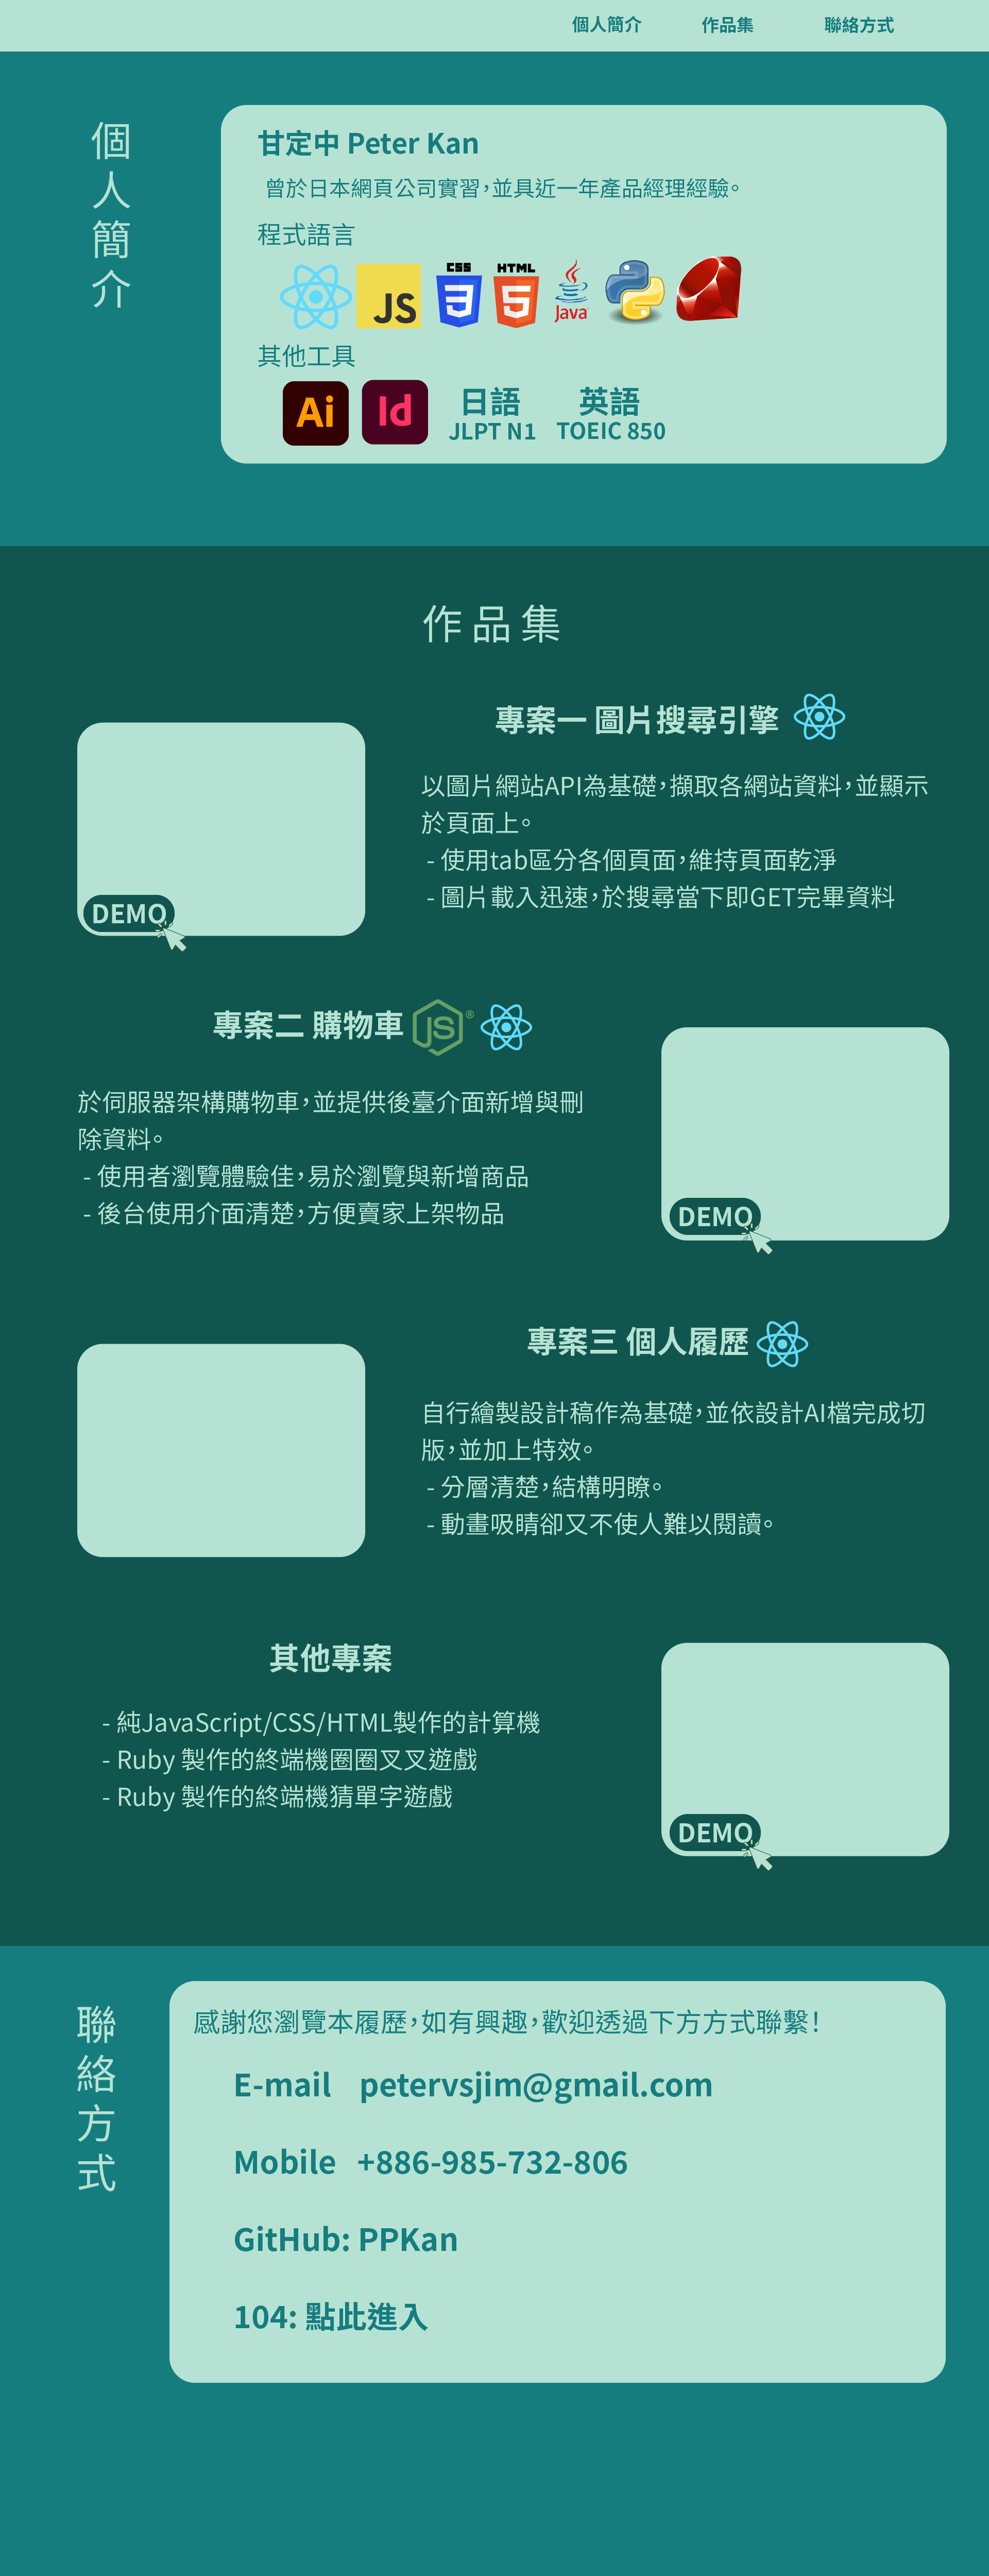 個人簡介 作品集 聯絡方式
個人簡介
甘定中 Peter Kan
曾於日本網頁公司實習，並具近一年產品經理經驗。
程式語言
JS CSS 3 HTML 5 Java
其他工具
Ai Id 日語 英語
JLPT N1 TOEIC 850
作品集
專案一 圖片搜尋引擎
以圖片網站API為基礎，擷取各網站資料，並顯示
於頁面上。
- 使用tab區分各個頁面，維持頁面乾淨
- 圖片載入迅速，於搜尋當下即GET完畢資料
DEMO
專案二 購物車 JS ®
於伺服器架構購物車，並提供後臺介面新增與刪
除資料。
- 使用者瀏覽體驗佳，易於瀏覽與新增商品
- 後台使用介面清楚，方便賣家上架物品
DEMO
專案三 個人履歷
自行繪製設計稿作為基礎，並依設計AI檔完成切
版，並加上特效。
- 分層清楚，結構明瞭。
- 動畫吸睛卻又不使人難以閱讀。
其他專案
- 純JavaScript/CSS/HTML製作的計算機
- Ruby 製作的終端機圈圈叉叉遊戲
- Ruby 製作的終端機猜單字遊戲
DEMO
聯絡方式
感謝您瀏覽本履歷，如有興趣，歡迎透過下方方式聯繫！
E-mail petervsjim@gmail.com
Mobile +886-985-732-806
GitHub: PPKan
104: 點此進入